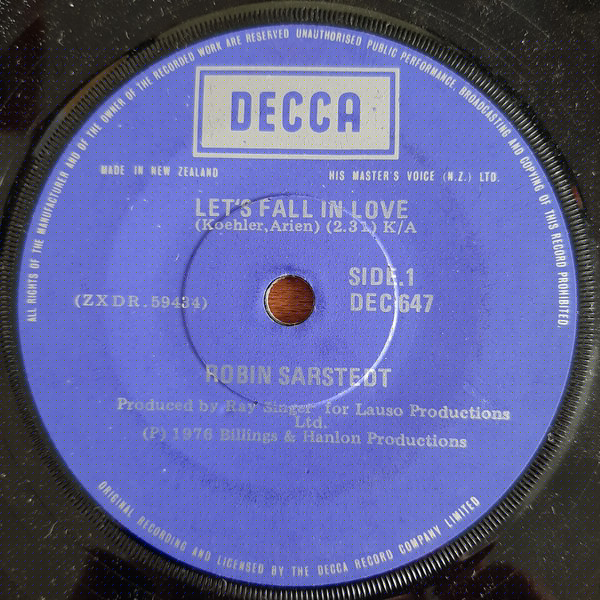 ALL RIGHTS OF THE MANUFACTURER AND OF THE OWNER OF THE RECORDED WORK ARE RESERVED UNAUTHORISED PUBLIC PERFORMANCE, BROADCASTING AND COPYING OF THIS RECORD PROHIBITED.
DECCA
MADE IN NEW ZEALAND
HIS MASTER'S VOICE (N.Z.) LTD.
LET'S FALL IN LOVE
(Koehler,Arlen) (2.31) K/A
SIDE.1
(ZXDR.59434)
DEC 647
ROBIN SARSTEDT
Produced by Ray Singer for Lauso Productions
Ltd.
(P) 1976 Billings & Hanlon Productions
ORIGINAL RECORDING AND LICENSED BY THE DECCA RECORD COMPANY LIMITED